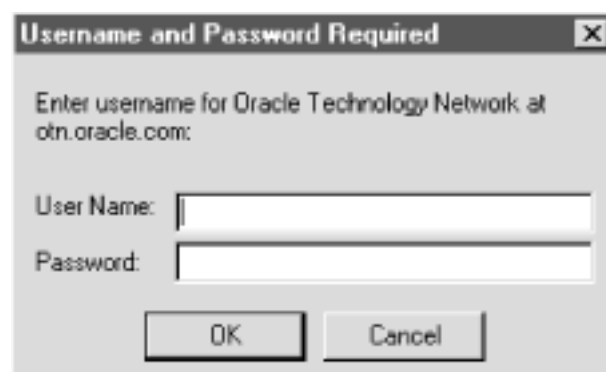 Username and Password Required
Enter username for Oracle Technology Network at
otn.oracle.com:
User Name:
Password:
OK Cancel